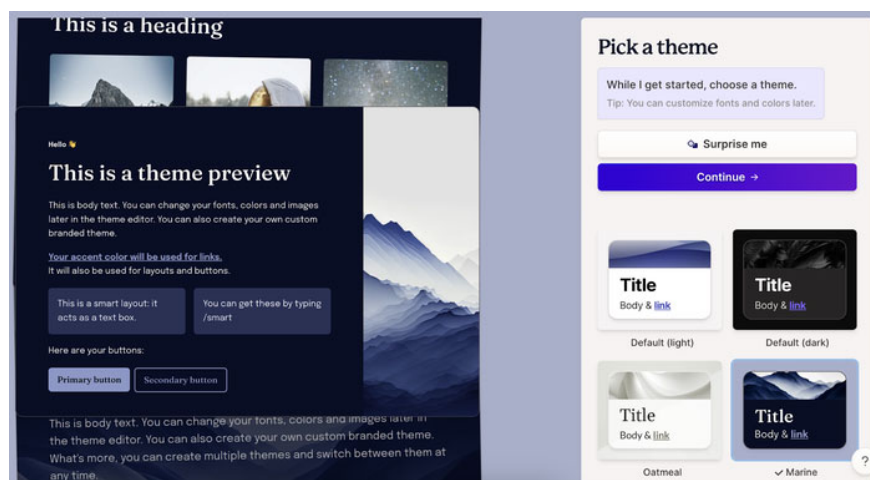 This is a heading
Hello 👋
This is a theme preview
This is body text. You can change your fonts, colors and images
later in the theme editor. You can also create your own custom
branded theme.
Your accent color will be used for links.
It will also be used for layouts and buttons.
This is a smart layout: it
acts as a text box.
You can get these by typing
/smart
Here are your buttons:
Primary button
Secondary button
This is body text. You can change your fonts, colors and images later in
the theme editor. You can also create your own custom branded theme.
What's more, you can create multiple themes and switch between them at
any time.
Pick a theme
While I get started, choose a theme.
Tip: You can customize fonts and colors later.
Surprise me
Continue →
Title
Body & link
Default (light)
Title
Body & link
Default (dark)
Title
Body & link
Oatmeal
Title
Body & link
✓ Marine
?